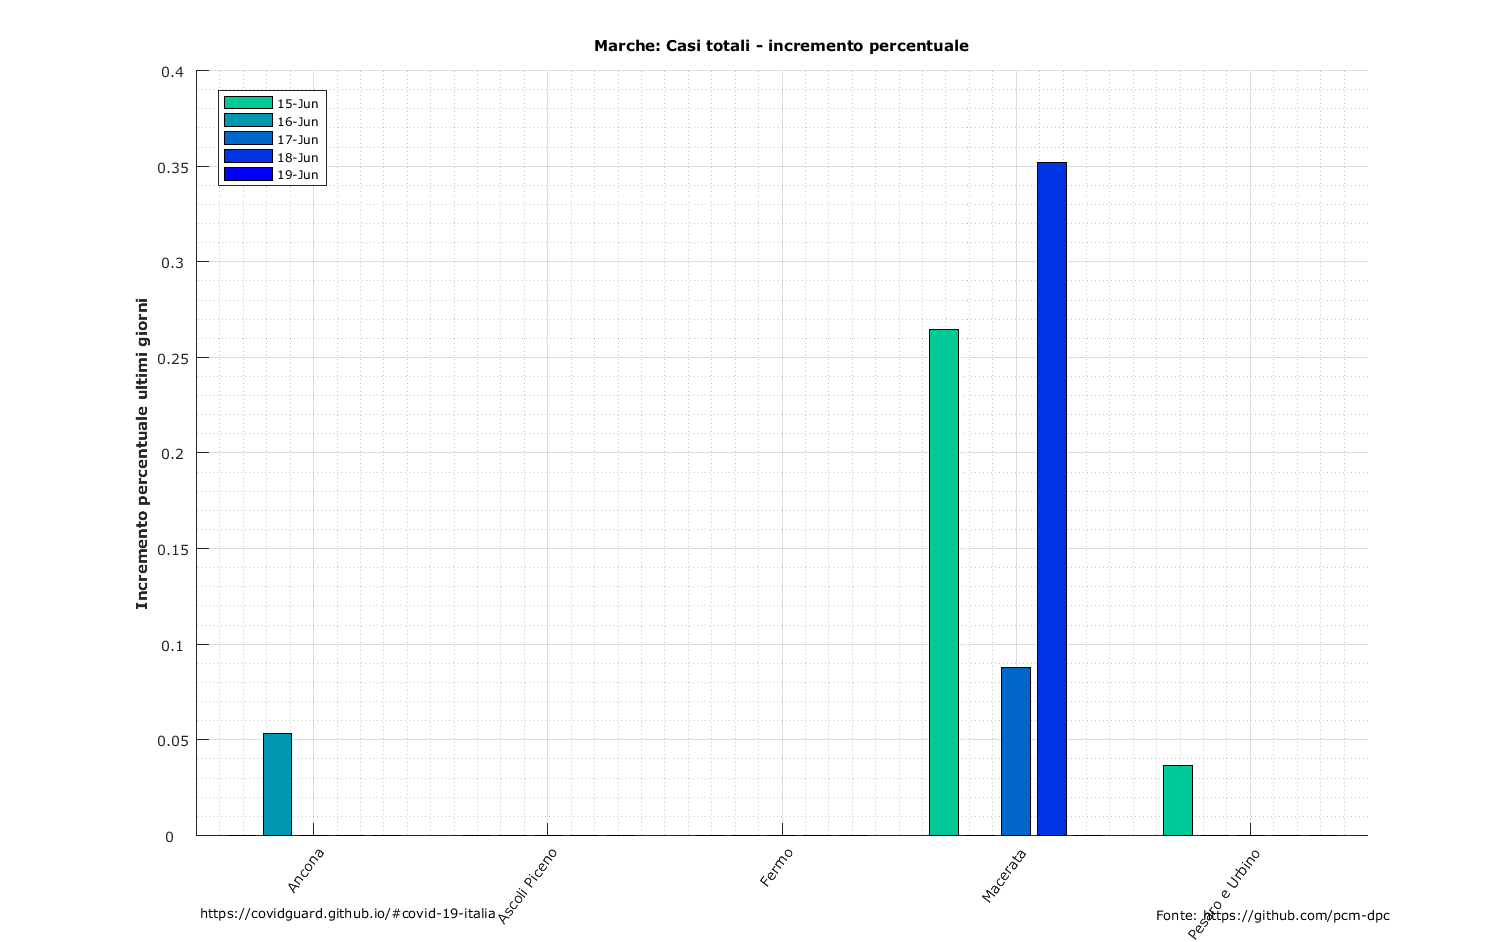 Marche: Casi totali - incremento percentuale
0.4
0.35
0.3
0.25
0.2
0.15
0.1
0.05
0
Incremento percentuale ultimi giorni
15-Jun
16-Jun
17-Jun
18-Jun
19-Jun
Ancona
Ascoli Piceno
Fermo
Macerata
Pesaro e Urbino
https://covidguard.github.io/#covid-19-italia
Fonte: https://github.com/pcm-dpc